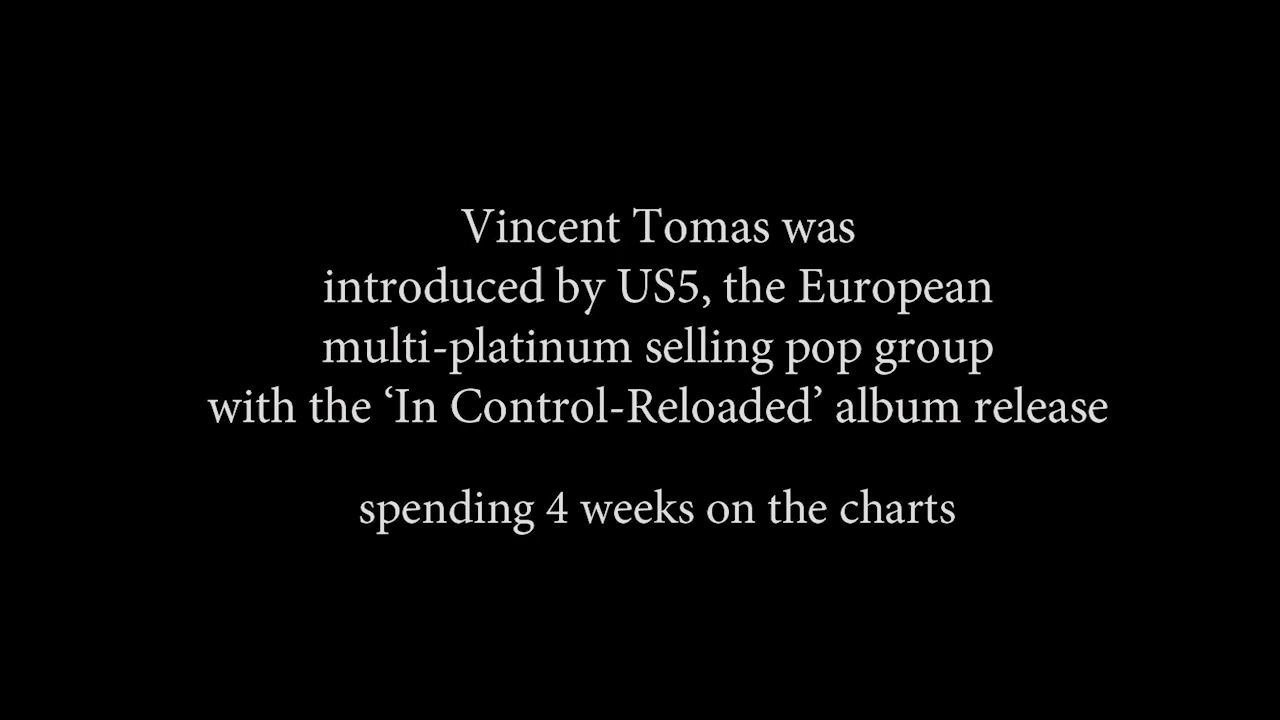 Vincent Tomas was
introduced by US5, the European
multi-platinum selling pop group
with the ‘In Control-Reloaded’ album release
spending 4 weeks on the charts